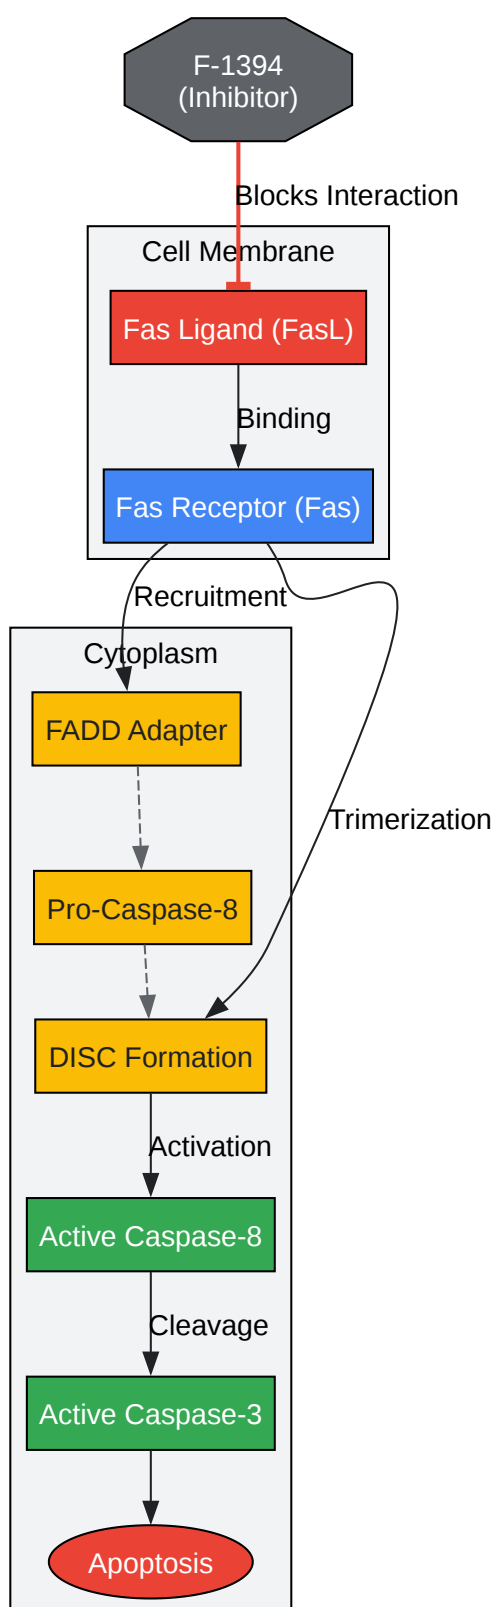 F-1394
(Inhibitor)
Blocks Interaction
Cell Membrane
Fas Ligand (FasL)
Binding
Fas Receptor (Fas)
Recruitment
Cytoplasm
FADD Adapter
Trimerization
Pro-Caspase-8
DISC Formation
Activation
Active Caspase-8
Cleavage
Active Caspase-3
Apoptosis